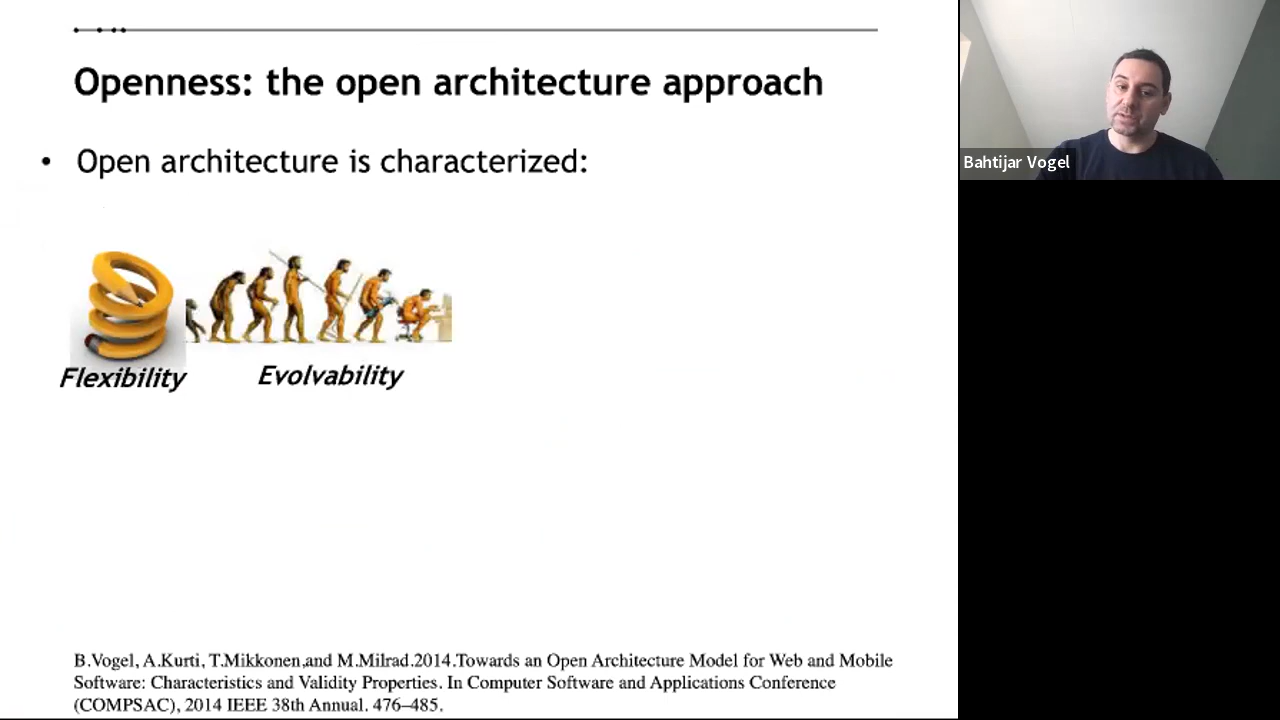 Openness: the open architecture approach
• Open architecture is characterized:
Flexibility
Evolvability
B.Vogel, A.Kurti, T.Mikkonen,and M.Milrad.2014.Towards an Open Architecture Model for Web and Mobile
Software: Characteristics and Validity Properties. In Computer Software and Applications Conference
(COMPSAC), 2014 IEEE 38th Annual. 476–485.
Bahtijar Vogel